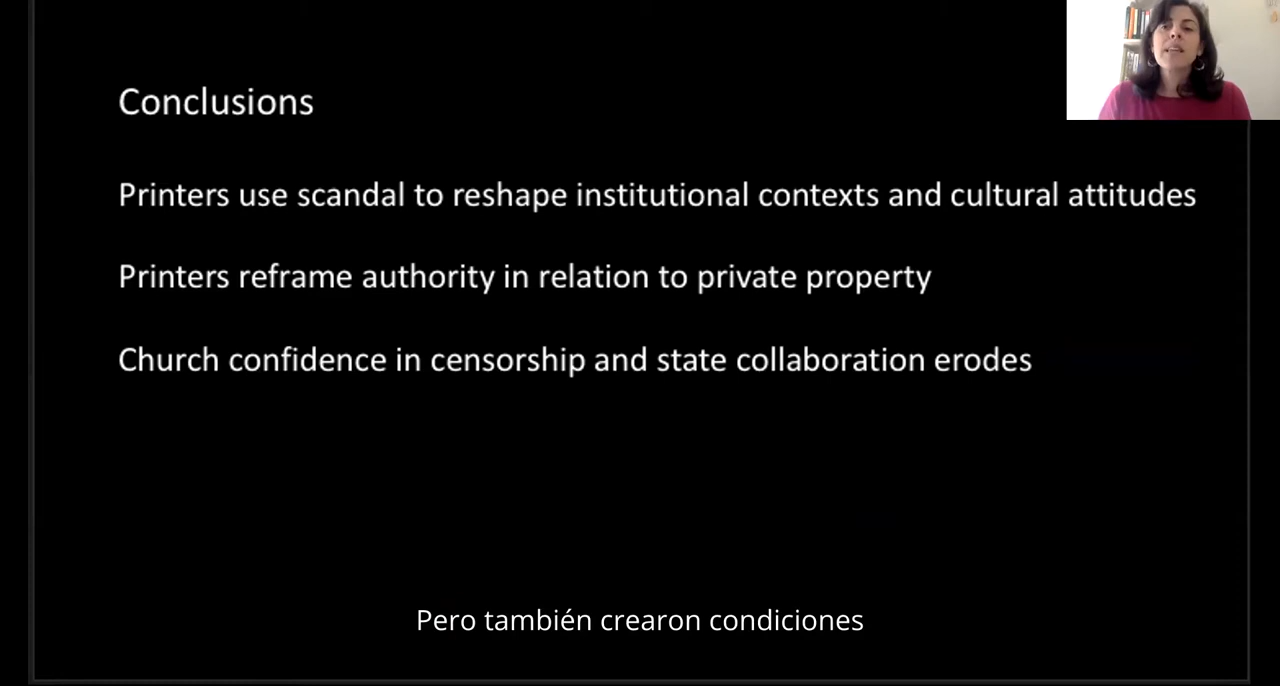 Conclusions
Printers use scandal to reshape institutional contexts and cultural attitudes
Printers reframe authority in relation to private property
Church confidence in censorship and state collaboration erodes
Pero también crearon condiciones